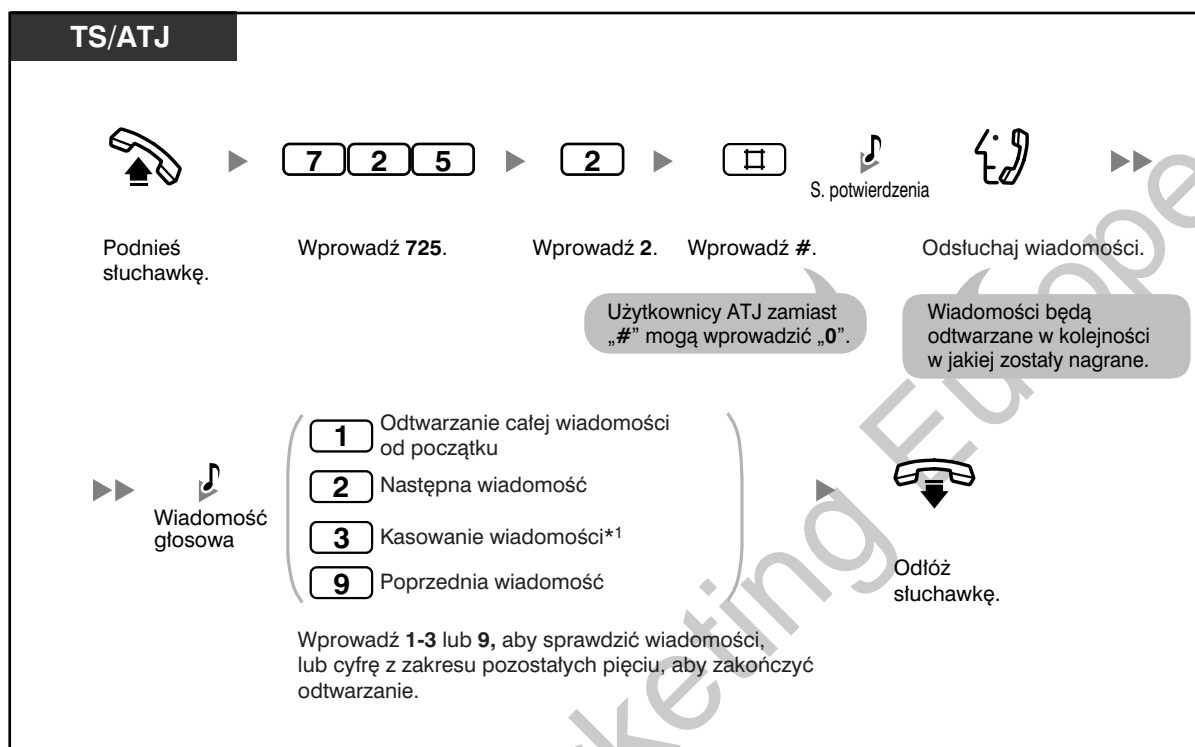 TS/ATJ
7 2 5
2
S. potwierdzenia
Podnieś
słuchawkę.
Wprowadź 725.
Wprowadź 2.
Wprowadź #.
Odsłuchaj wiadomości.
Użytkownicy ATJ zamiast
„#” mogą wprowadzić „0”.
Wiadomości będą
odtwarzane w kolejności
w jakiej zostały nagrane.
Wiadomość
głosowa
1 Odtwarzanie całej wiadomości
od początku
2 Następna wiadomość
3 Kasowanie wiadomości*1
9 Poprzednia wiadomość
Odłóż
słuchawkę.
Wprowadź 1-3 lub 9, aby sprawdzić wiadomości,
lub cyfrę z zakresu pozostałych pięciu, aby zakończyć
odtwarzanie.